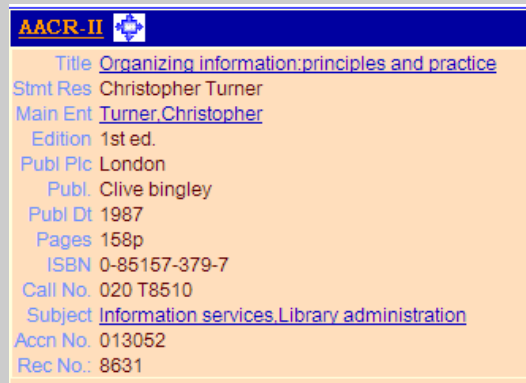 AACR-II
Title Organizing information:principles and practice
Stmt Res Christopher Turner
Main Ent Turner,Christopher
Edition 1st ed.
Publ Plc London
Publ. Clive bingley
Publ Dt 1987
Pages 158p
ISBN 0-85157-379-7
Call No. 020 T8510
Subject Information services,Library administration
Accn No. 013052
Rec No.: 8631